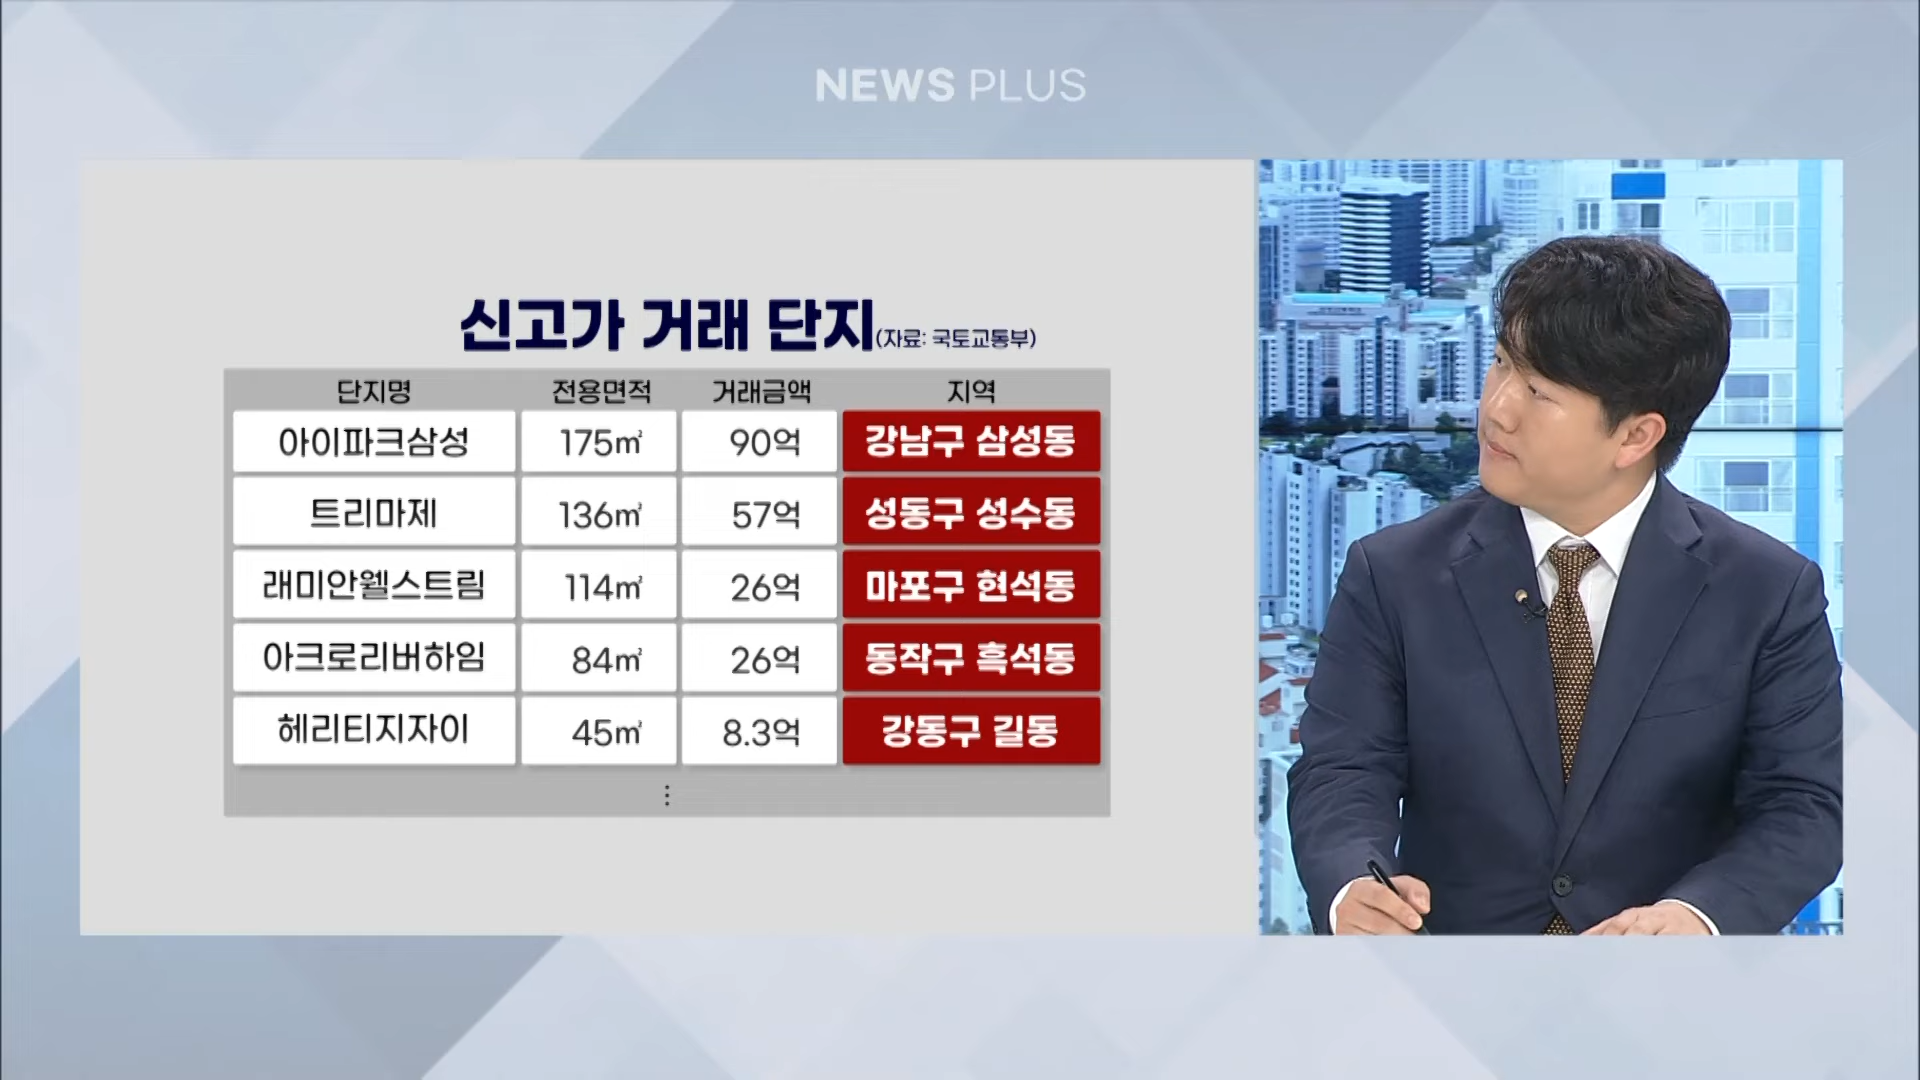 NEWS PLUS
신고가 거래 단지(자료: 국토교통부)
단지명 전용면적 거래금액 지역
아이파크삼성 175㎡ 90억 강남구 삼성동
트리마제 136㎡ 57억 성동구 성수동
래미안웰스트림 114㎡ 26억 마포구 현석동
아크로리버하임 84㎡ 26억 동작구 흑석동
헤리티지자이 45㎡ 8.3억 강동구 길동
⋮